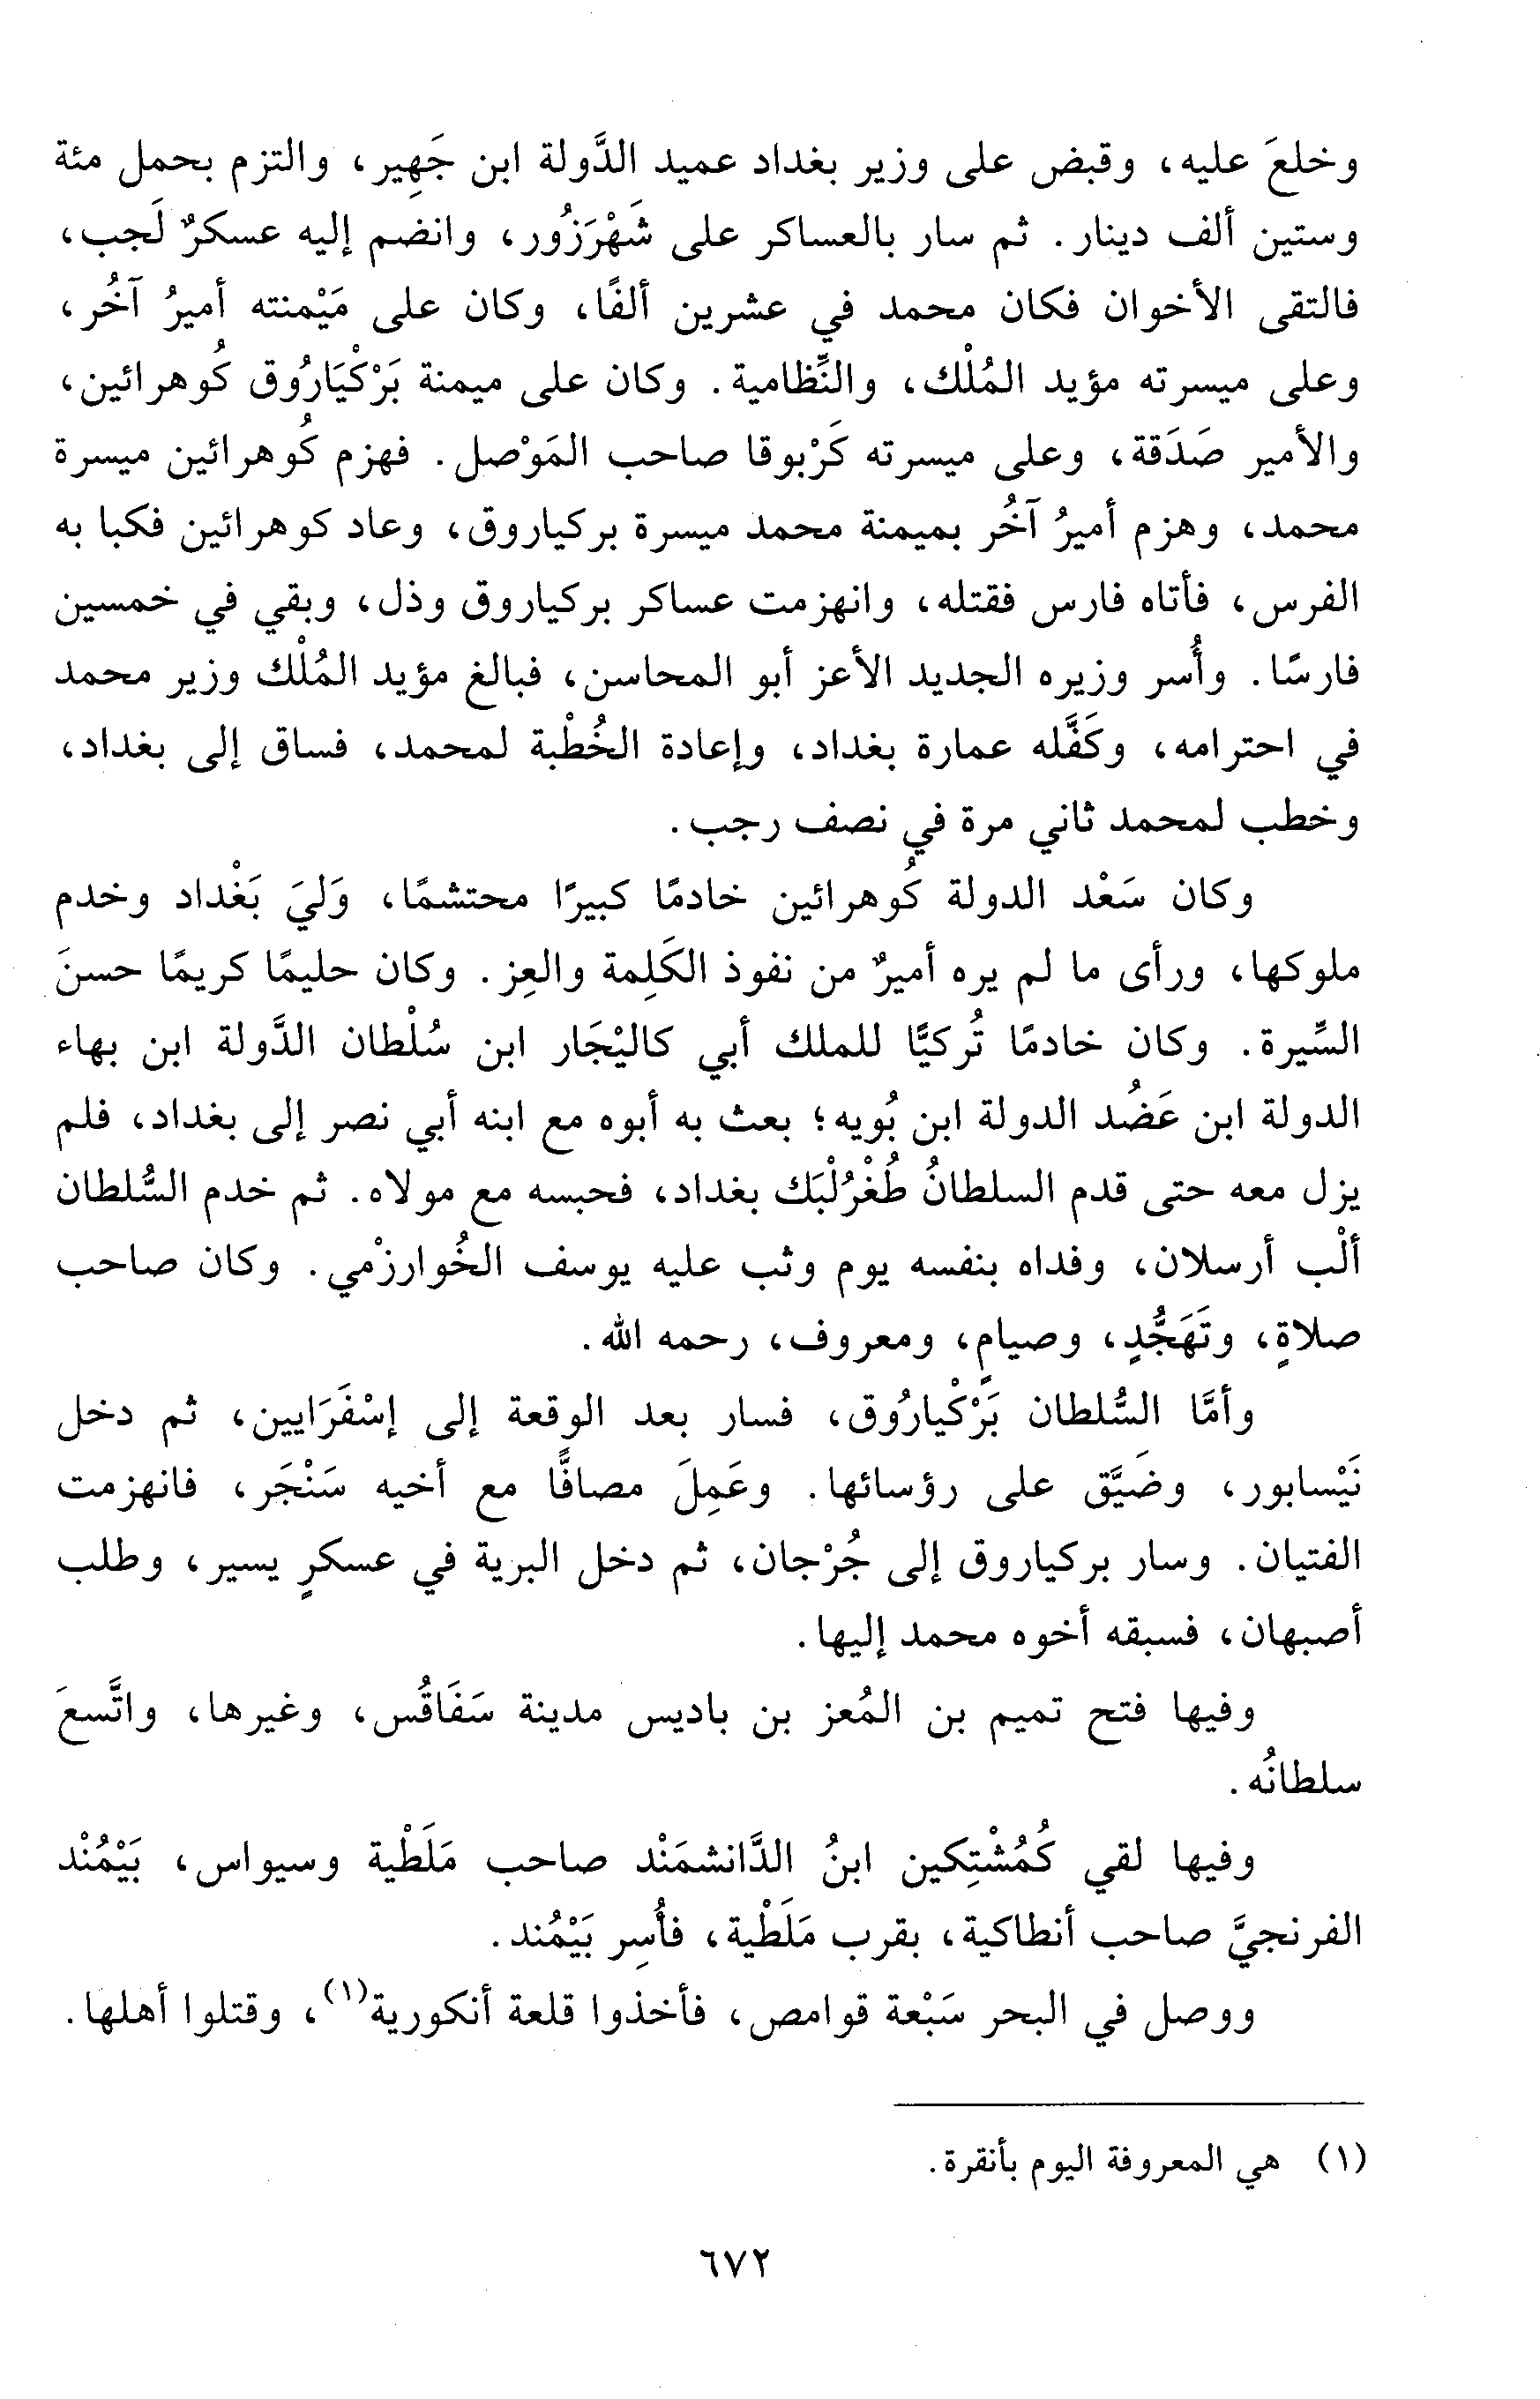 وخلعَ عليه، وقبض على وزير بغداد عميد الدَّولة ابن جَهِير، والتزم بحمل مئة
وستين ألف دينار. ثم سار بالعساكر على شَهْرَزُور، وانضم إليه عسكرٌ لَجب،
فالتقى الأخوان فكان محمد في عشرين ألفًا، وكان على مَيْمنته أميرُ آخُر،
وعلى ميسرته مؤيد المُلْك، والنِّظامية. وكان على ميمنة بَرْكْيَارُوق كُوهرائين،
والأمير صَدَقة، وعلى ميسرته كَرْبوقا صاحب المَوْصل. فهزم كُوهرائين ميسرة
محمد، وهزم أميرُ آخُر بميمنة محمد ميسرة بركياروق، وعاد كوهرائين فكبا به
الفرس، فأتاه فارس فقتله، وانهزمت عساكر بركياروق وذل، وبقي في خمسين
فارسًا. وأُسر وزيره الجديد الأعز أبو المحاسن، فبالغ مؤيد المُلْك وزير محمد
في احترامه، وكَفَّله عمارة بغداد، وإعادة الخُطْبة لمحمد، فساق إلى بغداد،
وخطب لمحمد ثاني مرة في نصف رجب.
وكان سَعْد الدولة كُوهرائين خادمًا كبيرًا محتشمًا، وَليَ بَغْداد وخدم
ملوكها، ورأى ما لم يره أميرٌ من نفوذ الكَلِمة والعِز. وكان حليمًا كريمًا حسنَ
السِّيرة. وكان خادمًا تُركيًّا للملك أبي كاليْجَار ابن سُلْطان الدَّولة ابن بهاء
الدولة ابن عَضُد الدولة ابن بُويه؛ بعث به أبوه مع ابنه أبي نصر إلى بغداد، فلم
يزل معه حتى قدم السلطانُ طُغْرُلْبَك بغداد، فحبسه مع مولاه. ثم خدم السُّلطان
ألْب أرسلان، وفداه بنفسه يوم وثب عليه يوسف الخُوارزْمي. وكان صاحب
صلاةٍ، وتَهَجُّدٍ، وصيامٍ، ومعروف، رحمه الله.
وأمَّا السُّلطان بَرْكْيارُوق، فسار بعد الوقعة إلى إسْفَرَايين، ثم دخل
نَيْسابور، وضَيَّق على رؤسائها. وعَمِلَ مصافًّا مع أخيه سَنْجَر، فانهزمت
الفتيان. وسار بركياروق إلى جُرْجان، ثم دخل البرية في عسكرٍ يسير، وطلب
أصبهان، فسبقه أخوه محمد إليها.
وفيها فتح تميم بن المُعز بن باديس مدينة سَفَاقُس، وغيرها، واتَّسعَ
سلطانُه.
وفيها لقي كُمُشْتِكين ابنُ الدَّانشمَنْد صاحب مَلَطْية وسيواس، بَيْمُنْد
الفرنجيَّ صاحب أنطاكية، بقرب مَلَطْية، فأُسِر بَيْمُند.
ووصل في البحر سَبْعة قوامص، فأخذوا قلعة أنكورية(١)، وقتلوا أهلها.
(١) هي المعروفة اليوم بأنقرة.
٦٧٢